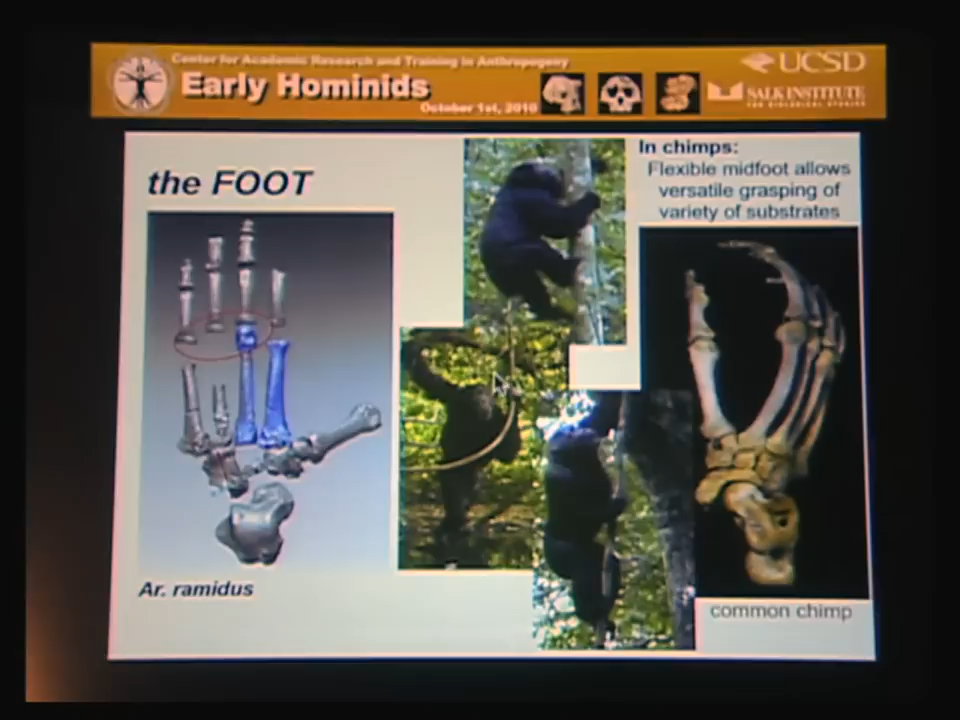 Center for Academic Research and Training in Anthropogeny
Early Hominids
October 1st, 2010
UCSD
SALK INSTITUTE
FOR BIOLOGICAL STUDIES
the FOOT
In chimps:
Flexible midfoot allows
versatile grasping of
variety of substrates
Ar. ramidus
common chimp